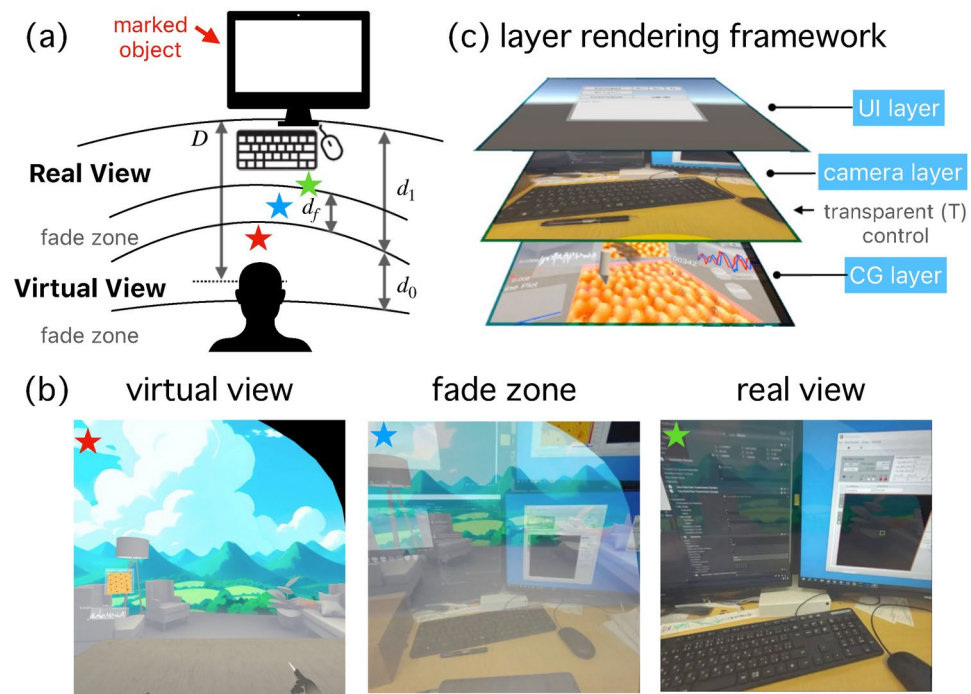 (a)
marked
object
D
Real View
d1
df
fade zone
Virtual View
d0
fade zone
(c) layer rendering framework
UI layer
camera layer
transparent (T)
control
CG layer
(b)
virtual view
fade zone
real view